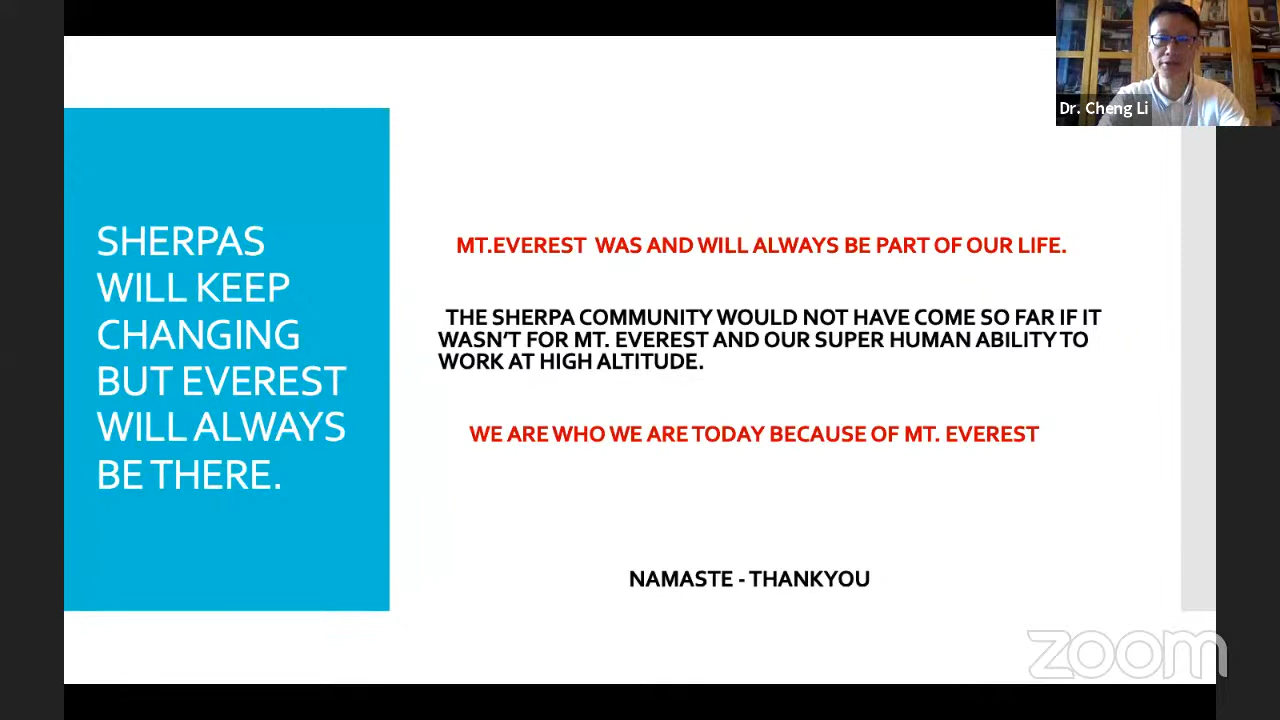 Dr. Cheng Li
SHERPAS
WILL KEEP
CHANGING
BUT EVEREST
WILL ALWAYS
BE THERE.
MT.EVEREST WAS AND WILL ALWAYS BE PART OF OUR LIFE.
THE SHERPA COMMUNITY WOULD NOT HAVE COME SO FAR IF IT
WASN'T FOR MT. EVEREST AND OUR SUPER HUMAN ABILITY TO
WORK AT HIGH ALTITUDE.
WE ARE WHO WE ARE TODAY BECAUSE OF MT. EVEREST
NAMASTE - THANKYOU
zoom